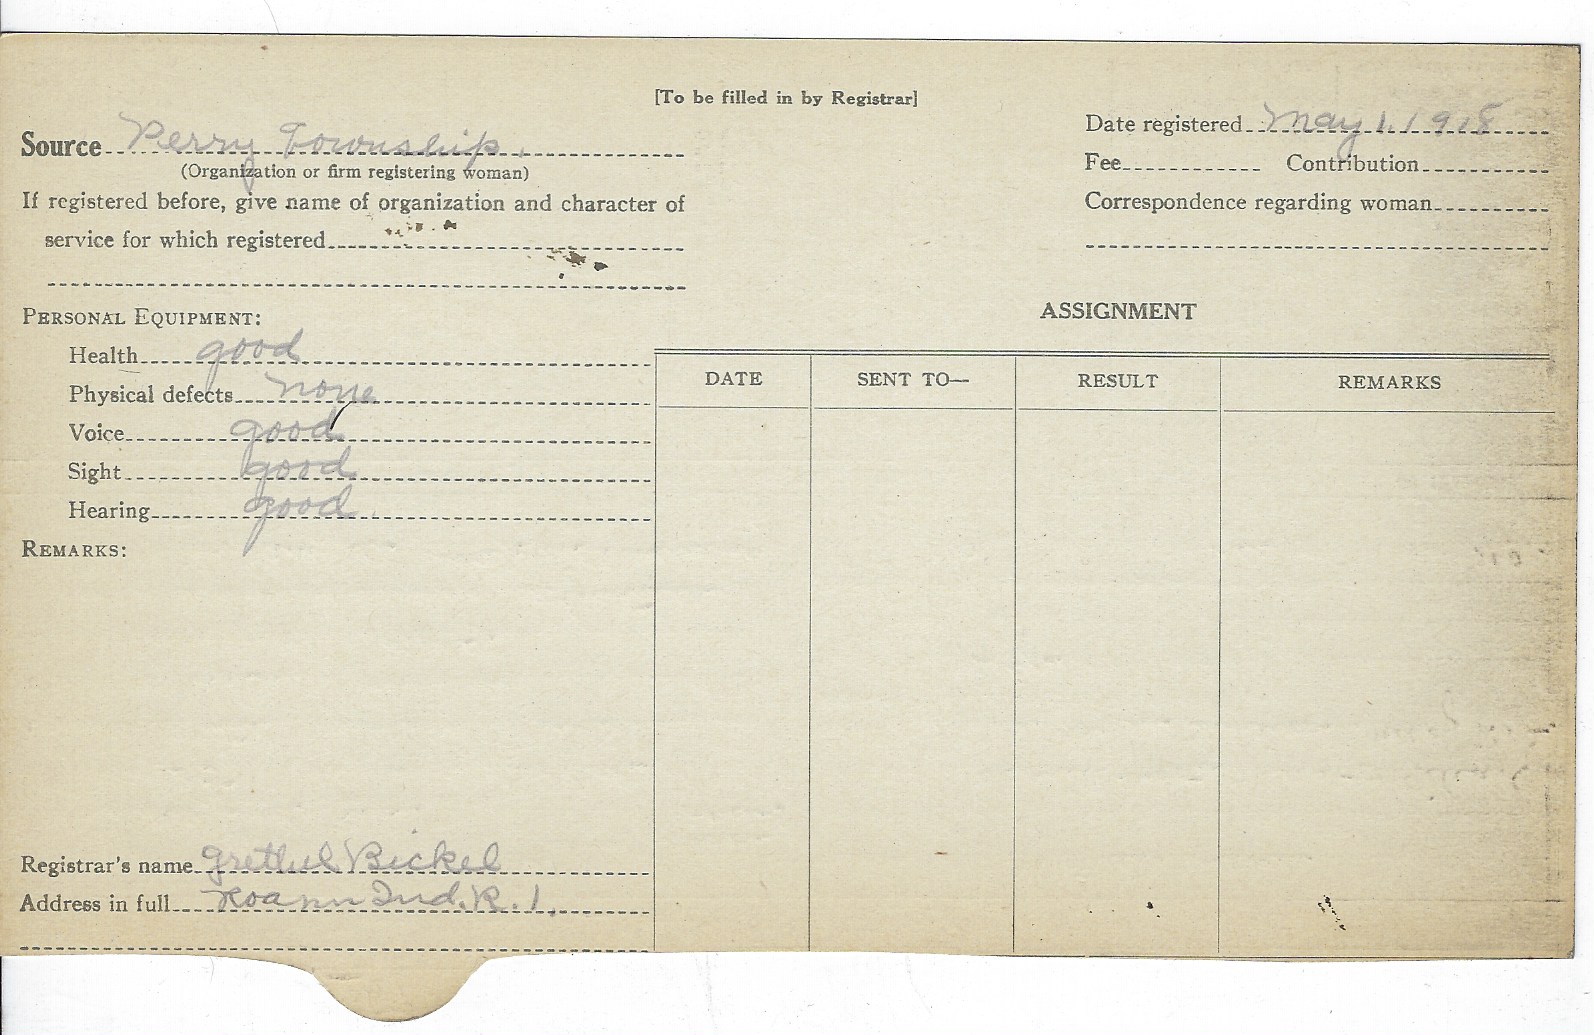 [To be filled in by Registrar]
Source Perry Township.
(Organization or firm registering woman)
If registered before, give name of organization and character of
service for which registered
Date registered May 1, 1918
Fee Contribution
Correspondence regarding woman
PERSONAL EQUIPMENT:
Health good
Physical defects none
Voice good
Sight good
Hearing good
REMARKS:
ASSIGNMENT
DATE SENT TO— RESULT REMARKS
Registrar's name Bickel
Address in full Roann Ind. R. 1.